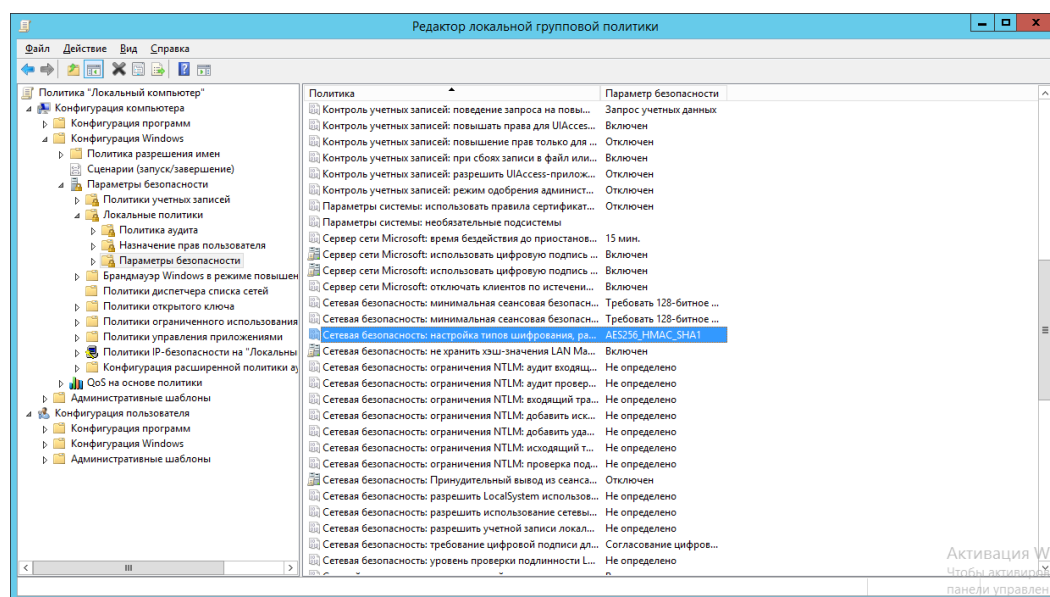 Редактор локальной групповой политики
Файл Действие Вид Справка
Политика "Локальный компьютер"
Конфигурация компьютера
Конфигурация программ
Конфигурация Windows
Политика разрешения имен
Сценарии (запуск/завершение)
Параметры безопасности
Политики учетных записей
Локальные политики
Политика аудита
Назначение прав пользователя
Параметры безопасности
Брандмауэр Windows в режиме повышен
Политики диспетчера списка сетей
Политики открытого ключа
Политики ограниченного использования
Политики управления приложениями
Политики IP-безопасности на "Локальны
Конфигурация расширенной политики ау
QoS на основе политики
Административные шаблоны
Конфигурация пользователя
Конфигурация программ
Конфигурация Windows
Административные шаблоны
Политика Параметр безопасности
Контроль учетных записей: поведение запроса на повы... Запрос учетных данных
Контроль учетных записей: повышать права для UIAcces... Включен
Контроль учетных записей: повышение прав только для ... Отключен
Контроль учетных записей: при сбоях записи в файл или... Включен
Контроль учетных записей: разрешить UIAccess-прилож... Отключен
Контроль учетных записей: режим одобрения админист... Отключен
Параметры системы: использовать правила сертификат... Отключен
Параметры системы: необязательные подсистемы
Сервер сети Microsoft: время бездействия до приостанов... 15 мин.
Сервер сети Microsoft: использовать цифровую подпись ... Включен
Сервер сети Microsoft: использовать цифровую подпись ... Включен
Сервер сети Microsoft: отключать клиентов по истечени... Включен
Сетевая безопасность: минимальная сеансовая безопасн... Требовать 128-битное ...
Сетевая безопасность: минимальная сеансовая безопасн... Требовать 128-битное ...
Сетевая безопасность: настройка типов шифрования, ра... AES256_HMAC_SHA1
Сетевая безопасность: не хранить хэш-значения LAN Ma... Включен
Сетевая безопасность: ограничения NTLM: аудит входящ... Не определено
Сетевая безопасность: ограничения NTLM: аудит провер... Не определено
Сетевая безопасность: ограничения NTLM: входящий тра... Не определено
Сетевая безопасность: ограничения NTLM: добавить иск... Не определено
Сетевая безопасность: ограничения NTLM: добавить уда... Не определено
Сетевая безопасность: ограничения NTLM: исходящий т... Не определено
Сетевая безопасность: ограничения NTLM: проверка под... Не определено
Сетевая безопасность: Принудительный вывод из сеанса... Отключен
Сетевая безопасность: разрешить LocalSystem использов... Не определено
Сетевая безопасность: разрешить использование сетевы... Не определено
Сетевая безопасность: разрешить учетной записи локал... Не определено
Сетевая безопасность: требование цифровой подписи дл... Согласование цифров...
Сетевая безопасность: уровень проверки подлинности L... Не определено
Активация W
Чтобы активиров
панели управлен